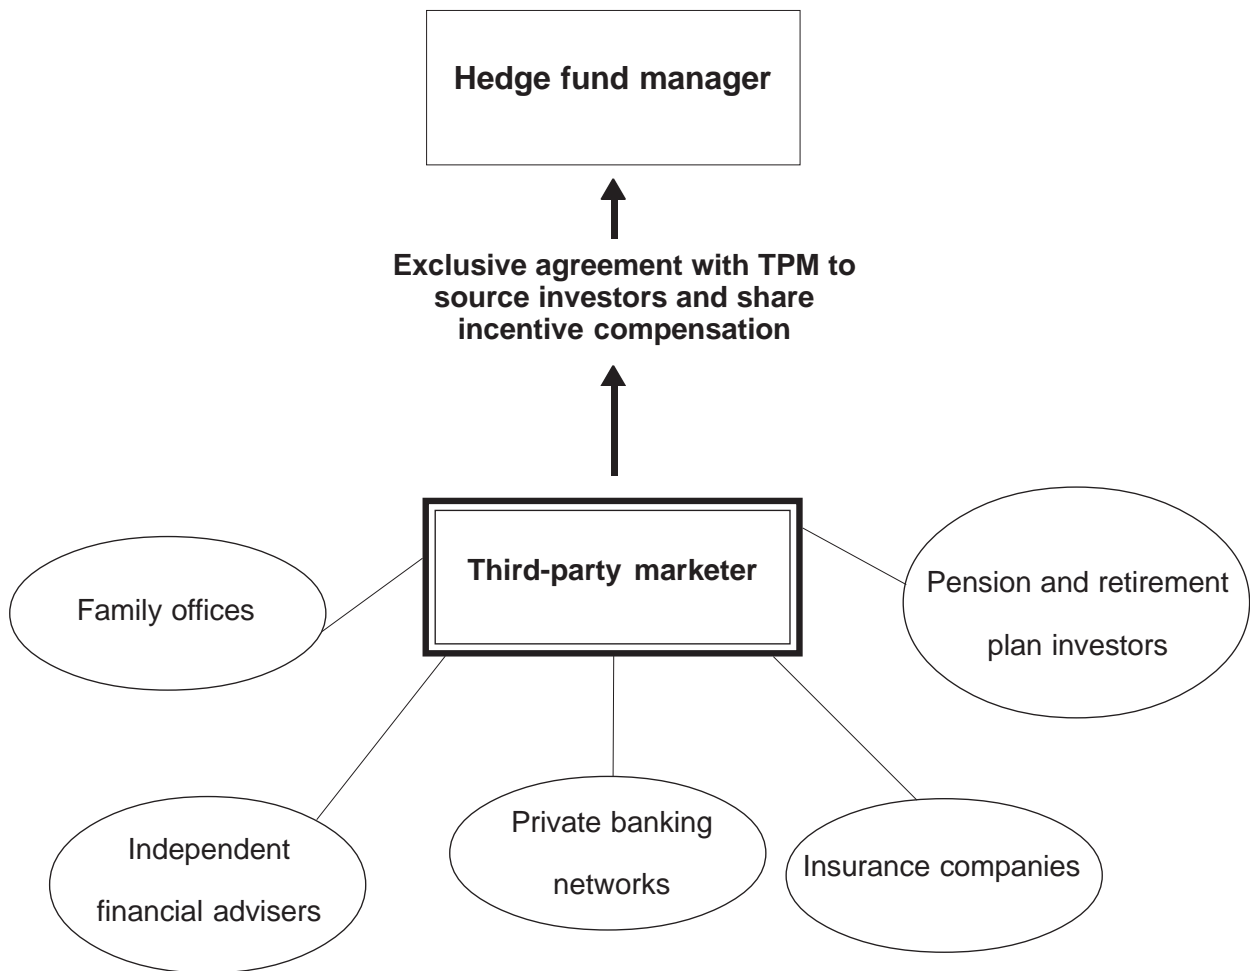 Hedge fund manager
Exclusive agreement with TPM to
source investors and share
incentive compensation
Third-party marketer
Family offices
Pension and retirement
plan investors
Independent
financial advisers
Private banking
networks
Insurance companies